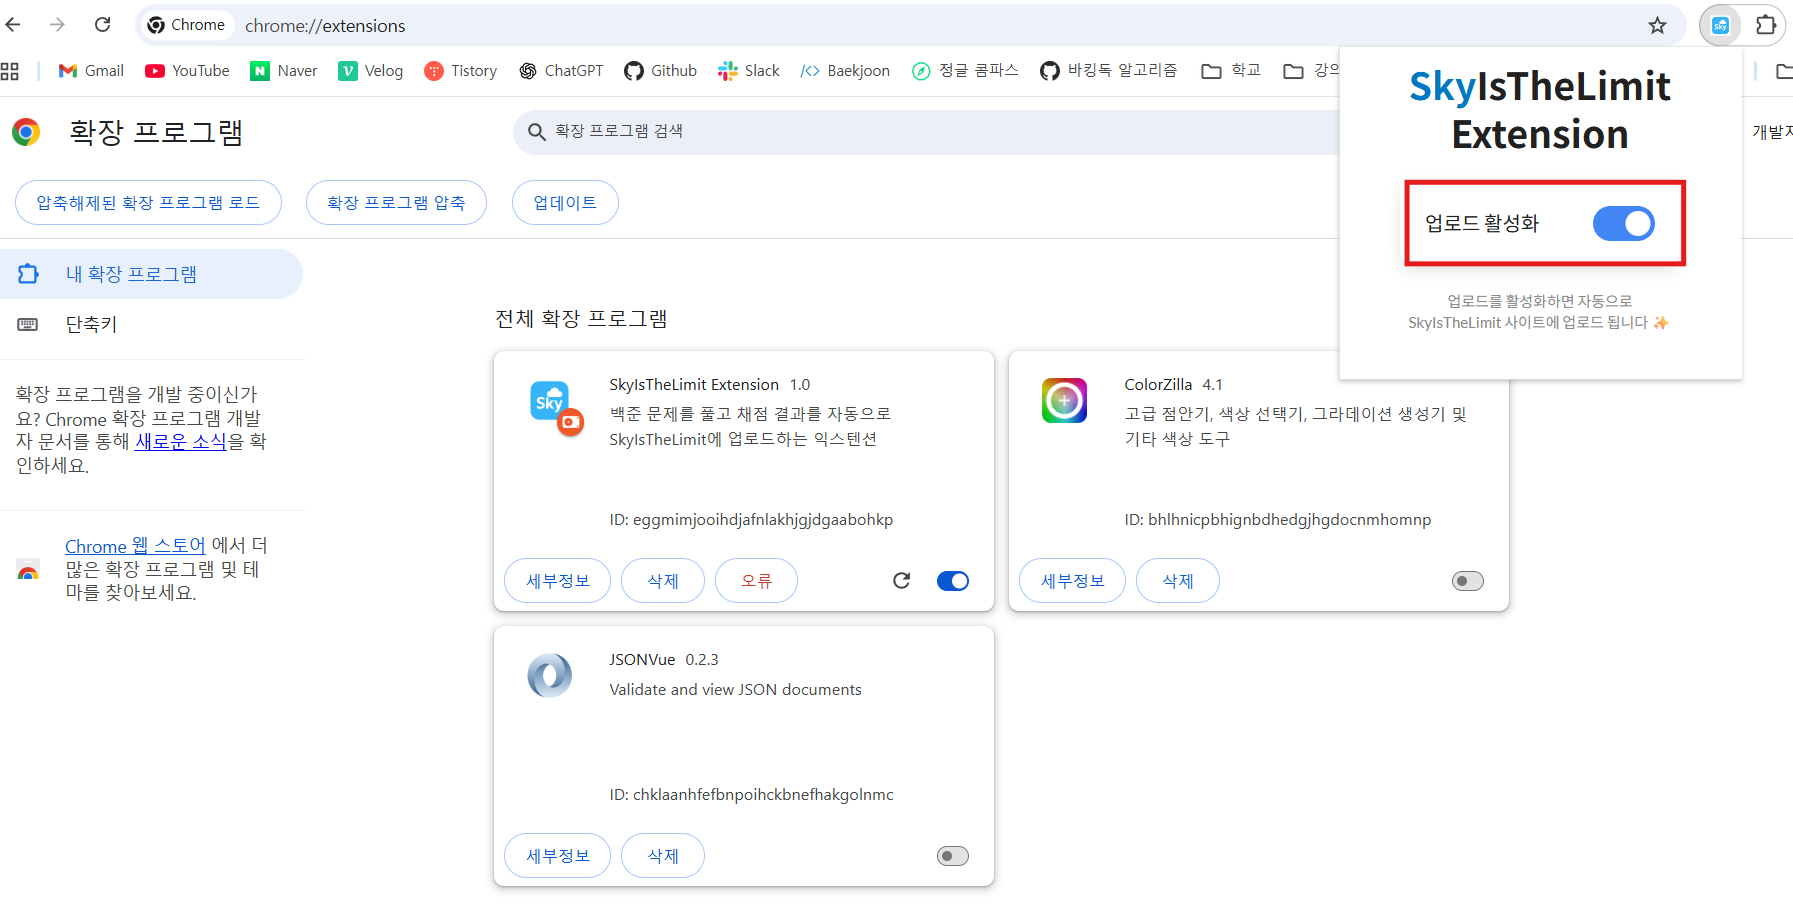 Chrome chrome://extensions
Gmail YouTube Naver Velog Tistory ChatGPT Github Slack Baekjoon 정글 콤파스 바킹독 알고리즘 학교 강의
확장 프로그램
확장 프로그램 검색
개발자
압축해제된 확장 프로그램 로드 확장 프로그램 압축 업데이트
SkyIsTheLimit
Extension
업로드 활성화
업로드를 활성화하면 자동으로
SkyIsTheLimit 사이트에 업로드 됩니다 ✨
내 확장 프로그램
단축키
확장 프로그램을 개발 중이신가
요? Chrome 확장 프로그램 개발
자 문서를 통해 새로운 소식을 확
인하세요.
Chrome 웹 스토어 에서 더
많은 확장 프로그램 및 테
마를 찾아보세요.
전체 확장 프로그램
Sky
SkyIsTheLimit Extension 1.0
백준 문제를 풀고 채점 결과를 자동으로
SkyIsTheLimit에 업로드하는 익스텐션
ID: eggmimjooihdjafnlakhjgjdgaabohkp
세부정보 삭제 오류
ColorZilla 4.1
고급 점안기, 색상 선택기, 그라데이션 생성기 및
기타 색상 도구
ID: bhlhnicpbhignbdhedgjhgdocnmhomnp
세부정보 삭제
JSONVue 0.2.3
Validate and view JSON documents
ID: chklaanhfefbnpoihckbnefhakgolnmc
세부정보 삭제